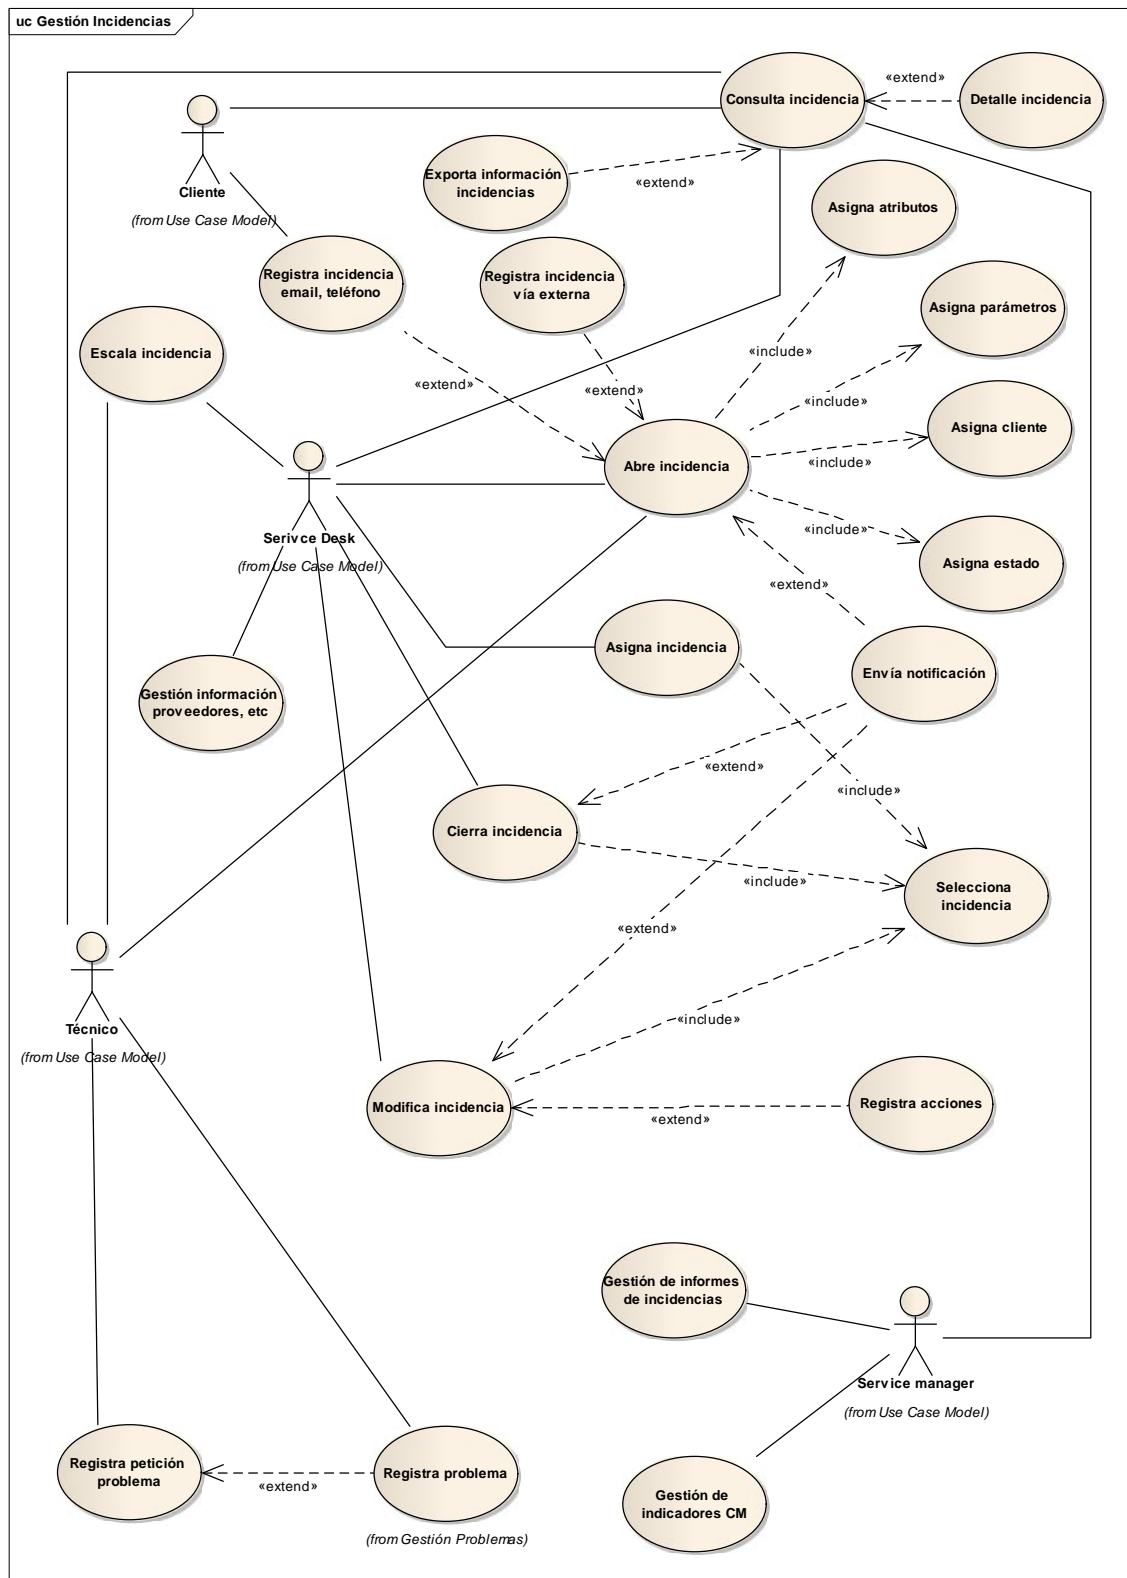 uc Gestión Incidencias
Consulta incidencia
«extend»
Detalle incidencia
Cliente
(from Use Case Model)
Exporta información
incidencias
«extend»
Asigna atributos
Registra incidencia
email, teléfono
Registra incidencia
vía externa
Asigna parámetros
Escala incidencia
«extend»
«extend»
«include»
«include»
Asigna cliente
Abre incidencia
«include»
Serivce Desk
(from Use Case Model)
«include»
Asigna estado
«extend»
Asigna incidencia
Envía notificación
Gestión información
proveedores, etc
«extend»
«include»
Cierra incidencia
«include»
Selecciona
incidencia
«extend»
Técnico
(from Use Case Model)
«include»
Modifica incidencia
«extend»
Registra acciones
Gestión de informes
de incidencias
Service manager
(from Use Case Model)
Registra petición
problema
«extend»
Registra problema
(from Gestión Problemas)
Gestión de
indicadores CM